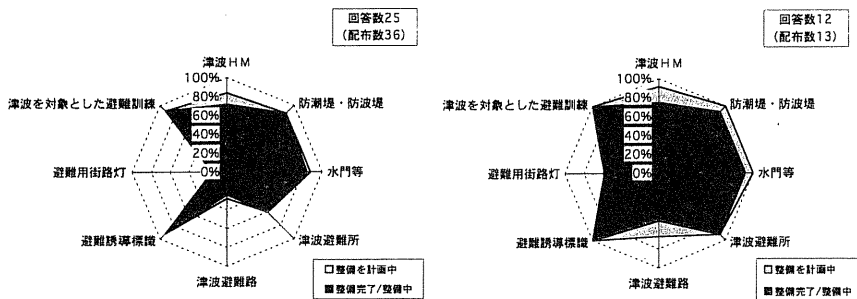 回答数25
(配布数36)
津波HM
100%
80%
60%
40%
20%
0%
防潮堤・防波堤
水門等
津波避難所
津波避難路
避難誘導標識
避難用街路灯
津波を対象とした避難訓練
□整備を計画中
■整備完了/整備中
回答数12
(配布数13)
津波HM
100%
80%
60%
40%
20%
0%
防潮堤・防波堤
水門等
津波避難所
津波避難路
避難誘導標識
避難用街路灯
津波を対象とした避難訓練
□整備を計画中
■整備完了/整備中